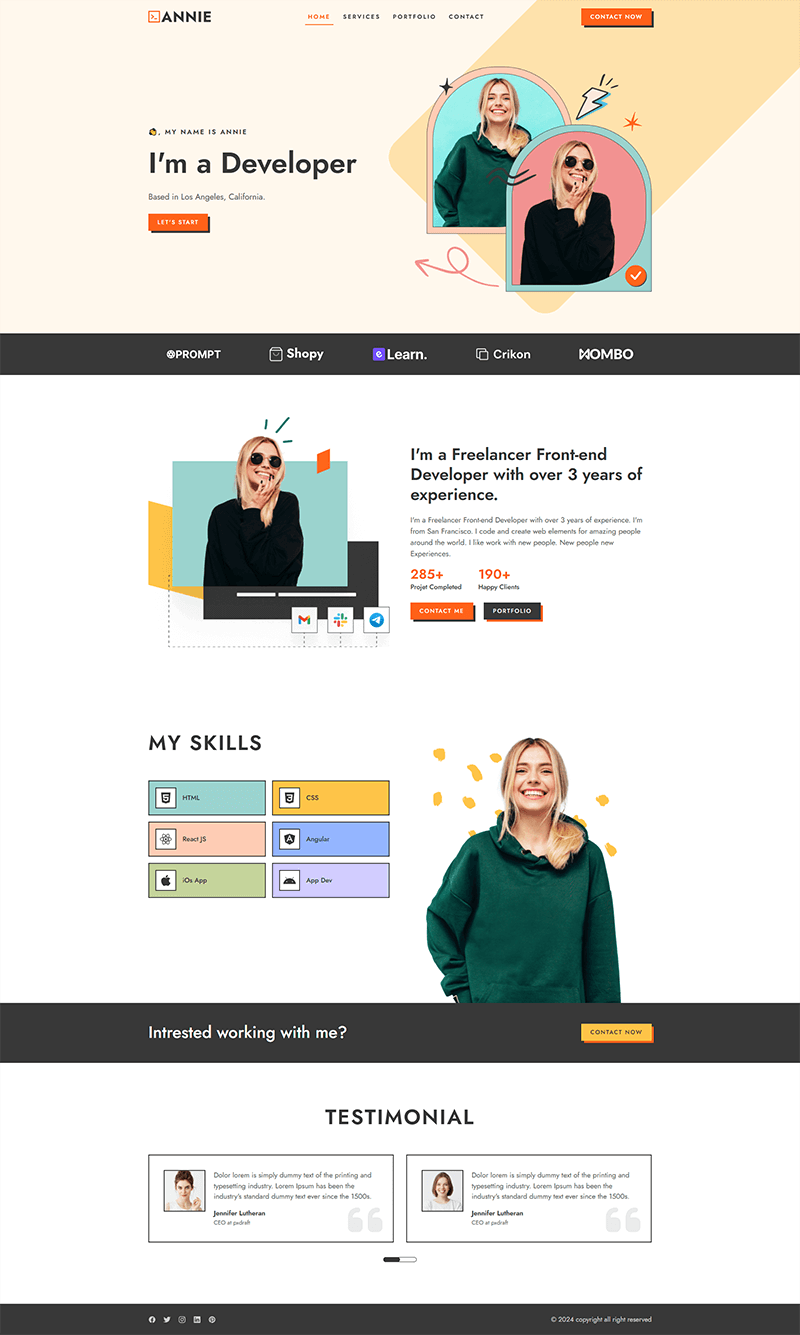 ANNIE
HOME SERVICES PORTFOLIO CONTACT
CONTACT NOW
, MY NAME IS ANNIE
I'm a Developer
Based in Los Angeles, California.
LET'S START
PROMPT
Shopy
eLearn.
Crikon
MOMBO
I'm a Freelancer Front-end
Developer with over 3 years of
experience.
I'm a Freelancer Front-end Developer with over 3 years of experience. I'm
from San Francisco. I code and create web elements for amazing people
around the world. I like work with new people. New people new
Experiences.
285+ 190+
Projet Completed Happy Clients
CONTACT ME PORTFOLIO
MY SKILLS
HTML CSS
React JS Angular
iOs App App Dev
Intrested working with me?
CONTACT NOW
TESTIMONIAL
Dolor lorem is simply dummy text of the printing and
typesetting industry. Lorem Ipsum has been the
industry's standard dummy text ever since the 1500s.
Jennifer Lutheran
CEO at pxdraft
Dolor lorem is simply dummy text of the printing and
typesetting industry. Lorem Ipsum has been the
industry's standard dummy text ever since the 1500s.
Jennifer Lutheran
CEO at pxdraft
© 2024 copyright all right reserved